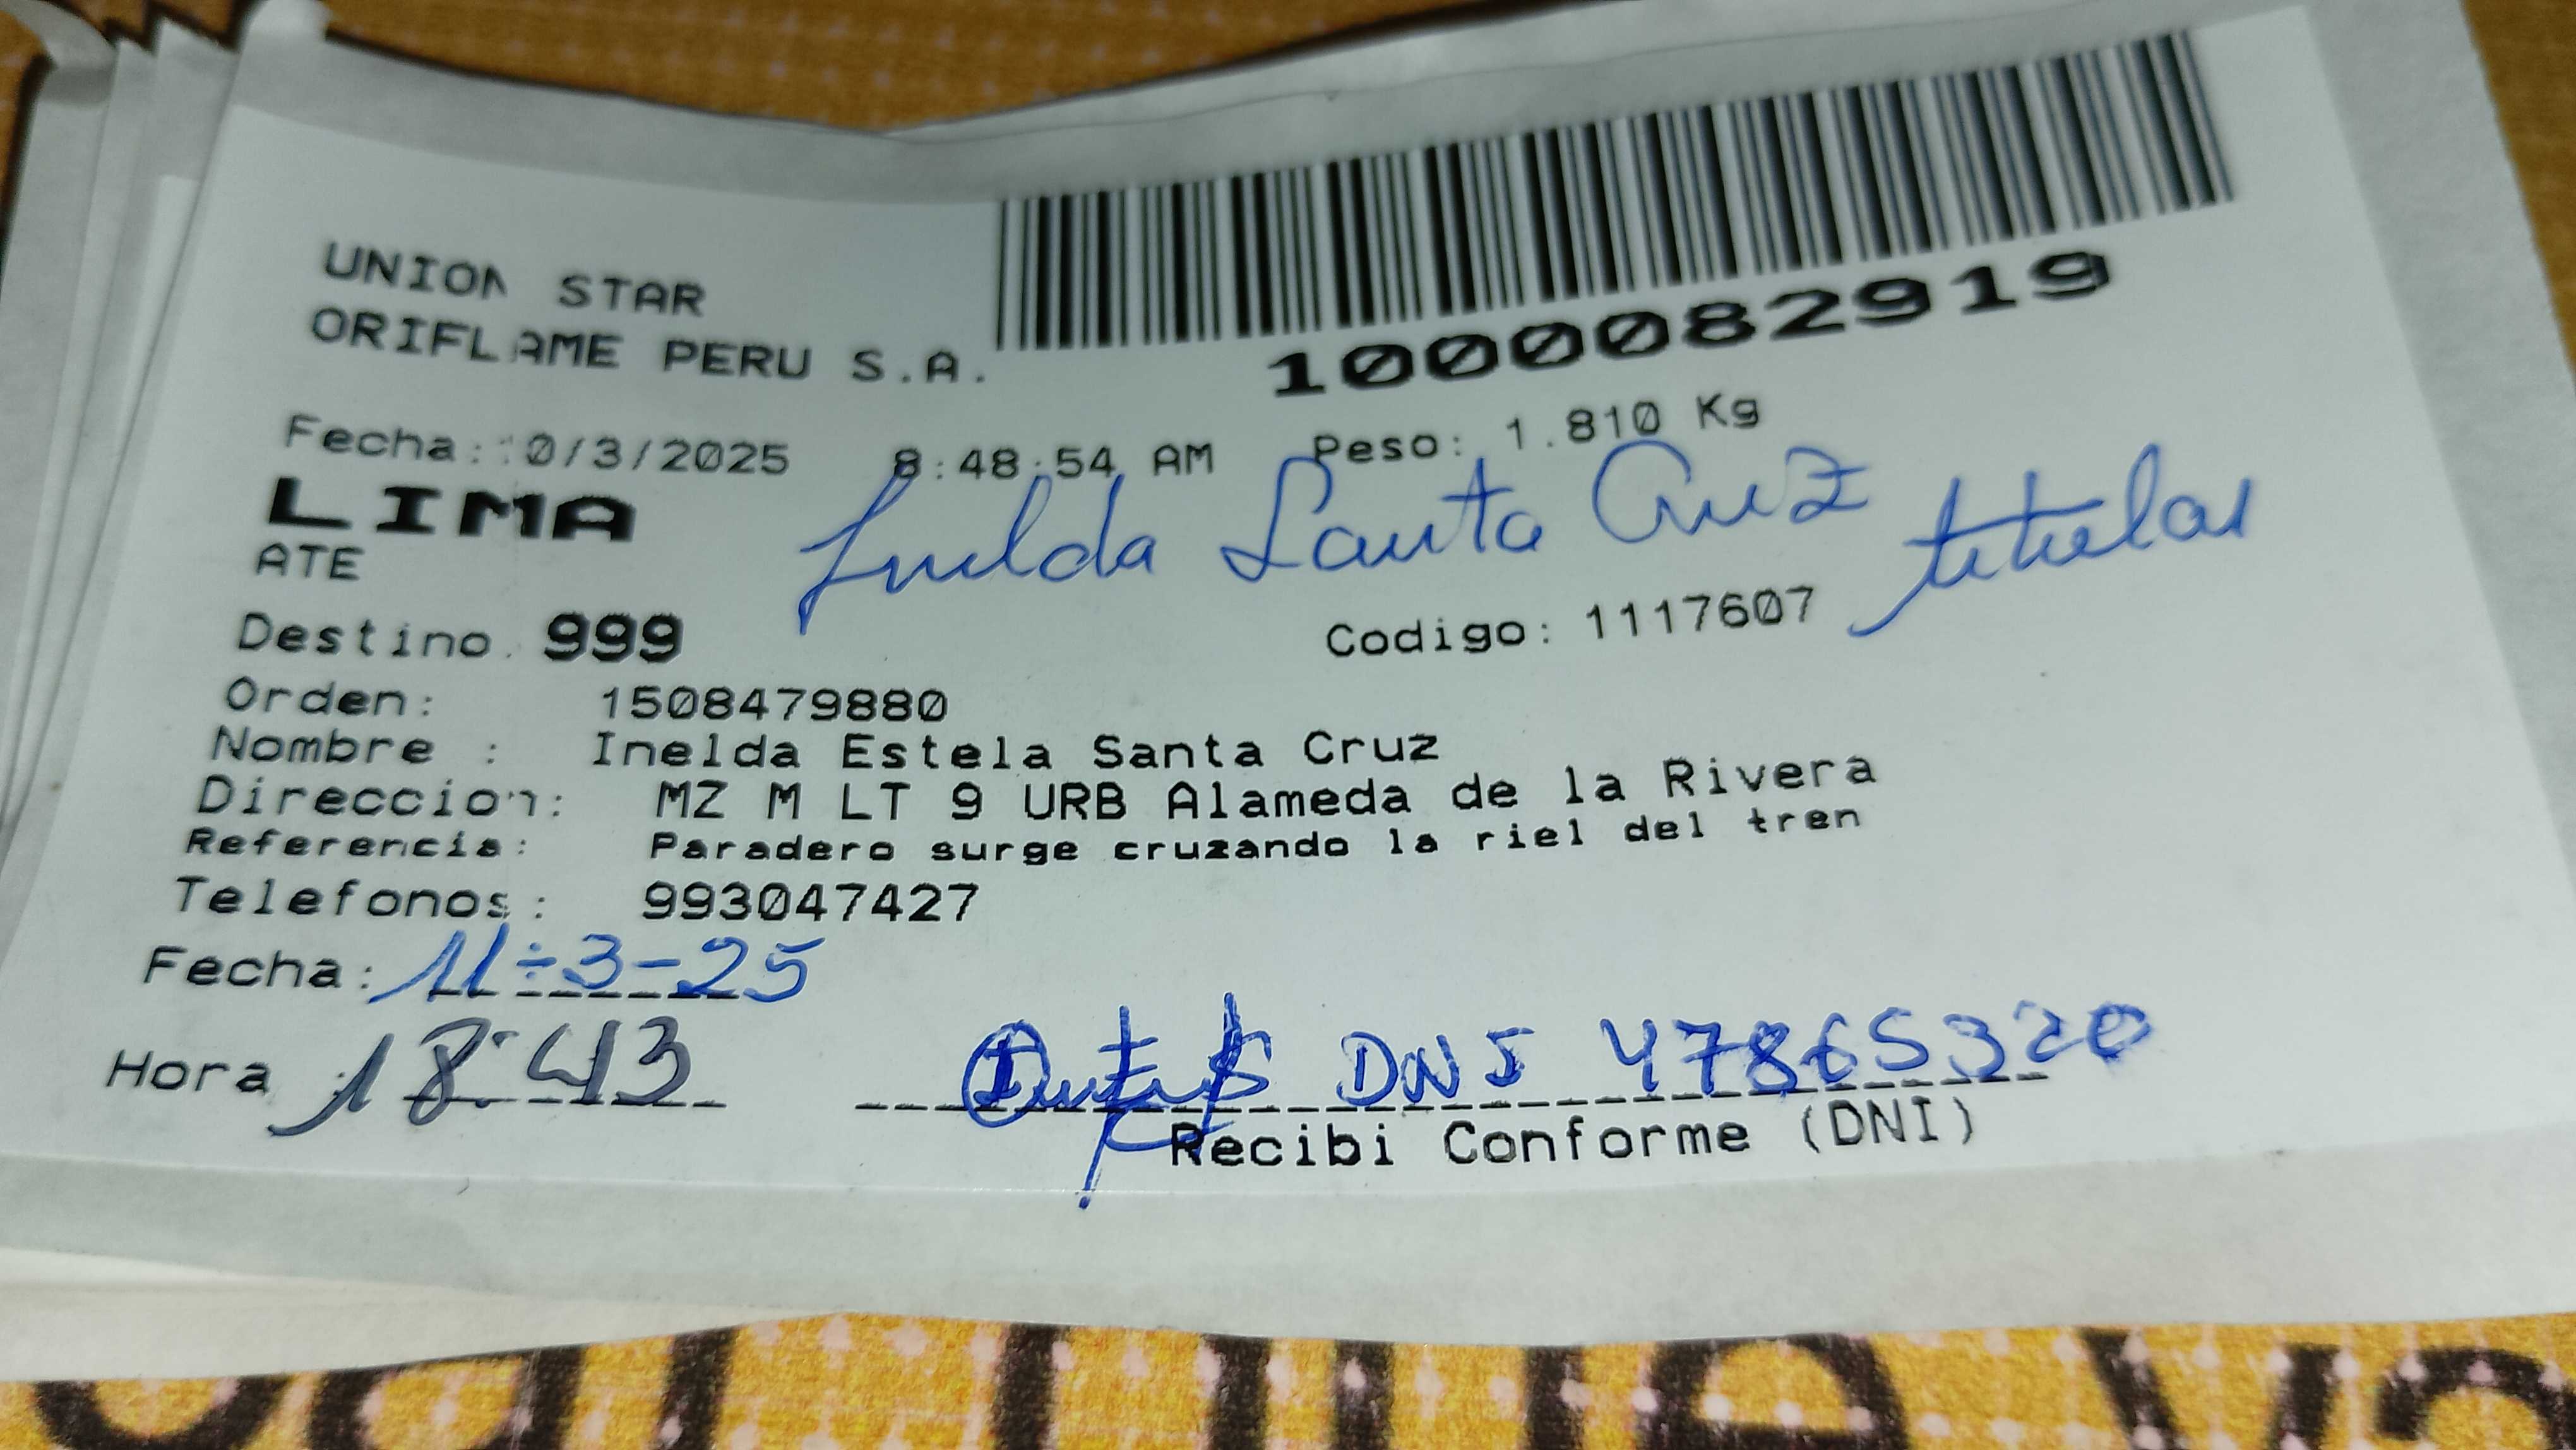 1000082919
UNION STAR
ORIFLAME PERU S.A.
Fecha: 10/3/2025 8:48:54 AM Peso: 1.810 Kg
LIMA
ATE
Inelda Santa Cruz titular
Destino. 999 Codigo: 1117607
Orden: 1508479880
Nombre : Inelda Estela Santa Cruz
Direccion: MZ M LT 9 URB Alameda de la Rivera
Referencia: Paradero surge cruzando la riel del tren
Telefonos: 993047427
Fecha: 11-3-25
Hora : 18:43 DNI 47865320
Recibi Conforme (DNI)